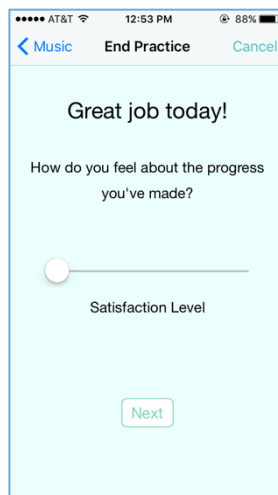 AT&T 12:53 PM 88%
Music End Practice Cancel
Great job today!
How do you feel about the progress
you've made?
Satisfaction Level
Next